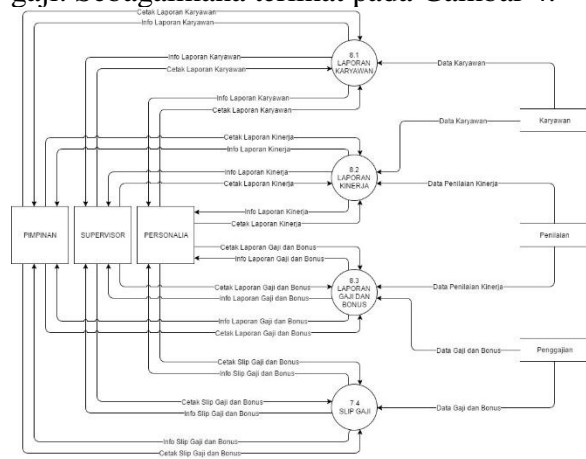 gaji. Sebagaimana terlihat pada Gambar 4.
Cetak Laporan Karyawan
Info Laporan Karyawan
Info Laporan Karyawan
Cetak Laporan Karyawan
8.1
LAPORAN
KARYAWAN
Data Karyawan
Info Laporan Karyawan
Cetak Laporan Karyawan
Karyawan
Data Karyawan
Cetak Laporan Kinerja
Info Laporan Kinerja
8.2
LAPORAN
KINERJA
Info Laporan Kinerja
Cetak Laporan Kinerja
Data Penilaian Kinerja
Info Laporan Kinerja
Cetak Laporan Kinerja
PIMPINAN
SUPERVISOR
PERSONALIA
Penilaian
Cetak Laporan Gaji dan Bonus
Info Laporan Gaji dan Bonus
8.3
LAPORAN
GAJI DAN
BONUS
Cetak Laporan Gaji dan Bonus
Info Laporan Gaji dan Bonus
Data Penilaian Kinerja
Info Laporan Gaji dan Bonus
Cetak Laporan Gaji dan Bonus
Data Gaji dan Bonus
Penggajian
Cetak Slip Gaji dan Bonus
Info Slip Gaji dan Bonus
7.4
SLIP GAJI
Cetak Slip Gaji dan Bonus
Info Slip Gaji dan Bonus
Data Gaji dan Bonus
Info Slip Gaji dan Bonus
Cetak Slip Gaji dan Bonus